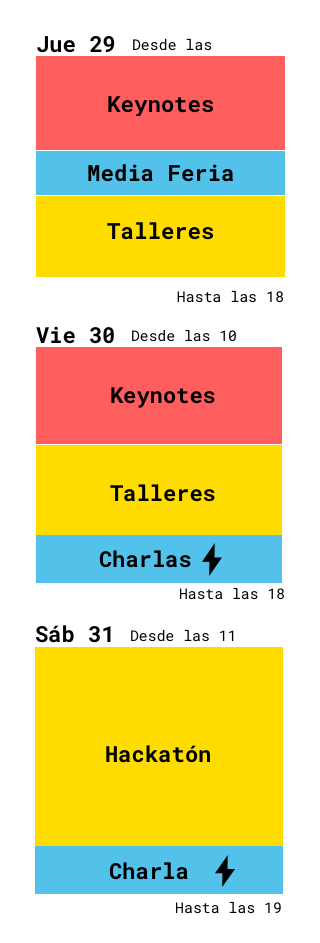 Jue 29 Desde las
Keynotes
Media Feria
Talleres
Hasta las 18
Vie 30 Desde las 10
Keynotes
Talleres
Charlas
Hasta las 18
Sáb 31 Desde las 11
Hackatón
Charla
Hasta las 19